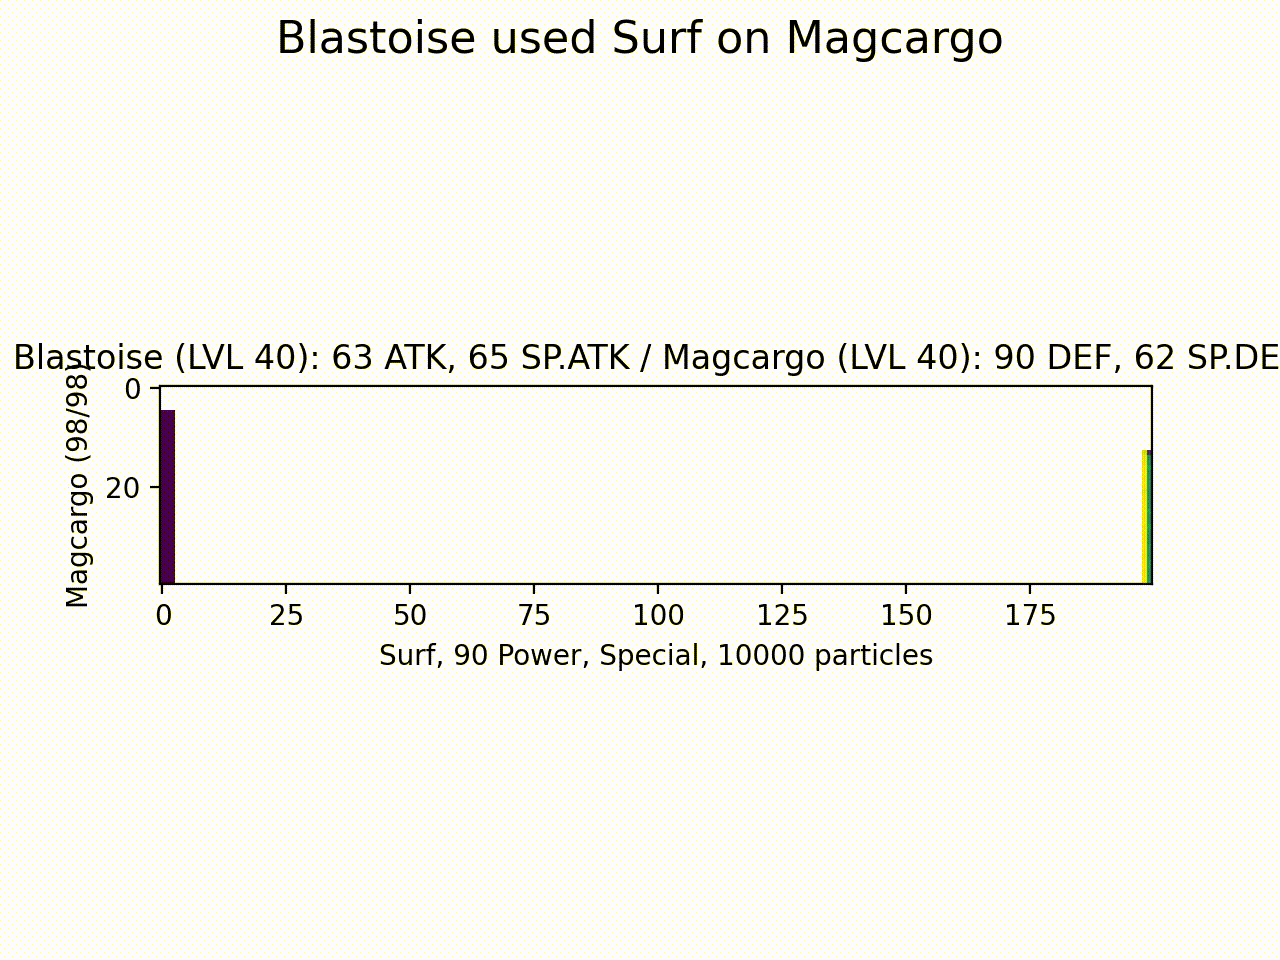 Blastoise used Surf on Magcargo
Blastoise (LVL 40): 63 ATK, 65 SP.ATK / Magcargo (LVL 40): 90 DEF, 62 SP.DE
Magcargo (98/98)
0
20
0 25 50 75 100 125 150 175
Surf, 90 Power, Special, 10000 particles